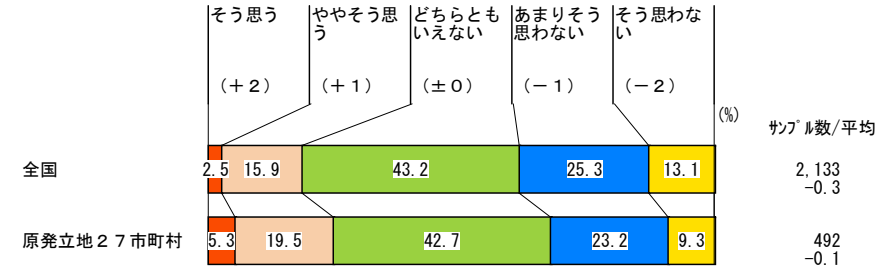 そう思う ややそう思 どちらとも あまりそう そう思わな
う いえない 思わない い
(＋２) (＋１) (±０) (－１) (－２)
(%)
ｻﾝﾌﾟﾙ数/平均
全国 2.5 15.9 43.2 25.3 13.1 2,133
-0.3
原発立地２７市町村 5.3 19.5 42.7 23.2 9.3 492
-0.1